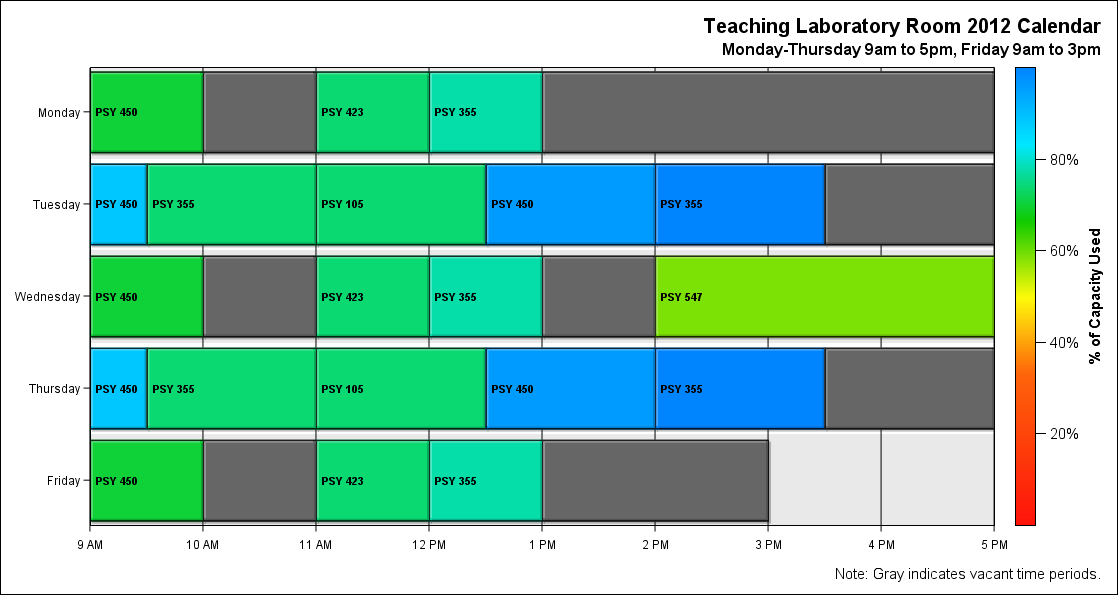 Teaching Laboratory Room 2012 Calendar
Monday-Thursday 9am to 5pm, Friday 9am to 3pm
Monday PSY 450 PSY 423 PSY 355
80%
Tuesday PSY 450 PSY 355 PSY 105 PSY 450 PSY 355
60%
% of Capacity Used
Wednesday PSY 450 PSY 423 PSY 355 PSY 547
40%
Thursday PSY 450 PSY 355 PSY 105 PSY 450 PSY 355
20%
Friday PSY 450 PSY 423 PSY 355
9 AM 10 AM 11 AM 12 PM 1 PM 2 PM 3 PM 4 PM 5 PM
Note: Gray indicates vacant time periods.